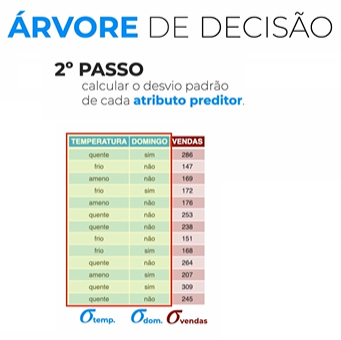 ÁRVORE DE DECISÃO
2º PASSO
calcular o desvio padrão
de cada atributo preditor.
TEMPERATURA DOMINGO VENDAS
quente sim 286
frio não 147
ameno não 169
frio sim 172
ameno não 176
quente não 253
quente não 238
frio não 151
frio sim 168
quente não 264
ameno sim 207
quente sim 309
quente não 245
σtemp. σdom. σvendas